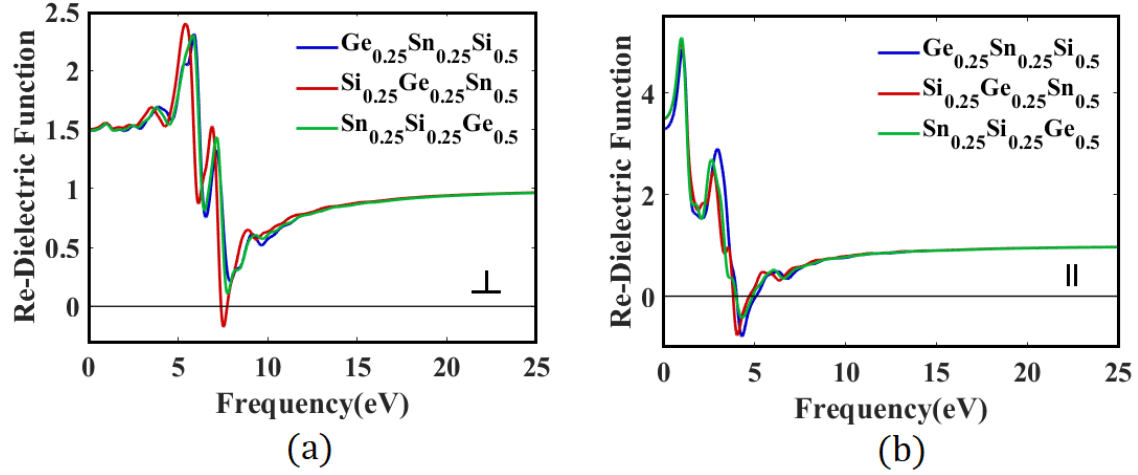 Re-Dielectric Function
2.5
2
1.5
1
0.5
0
Ge0.25Sn0.25Si0.5
Si0.25Ge0.25Sn0.5
Sn0.25Si0.25Ge0.5
⊥
0 5 10 15 20 25
Frequency(eV)
(a)
Re-Dielectric Function
4
2
0
Ge0.25Sn0.25Si0.5
Si0.25Ge0.25Sn0.5
Sn0.25Si0.25Ge0.5
||
0 5 10 15 20 25
Frequency(eV)
(b)